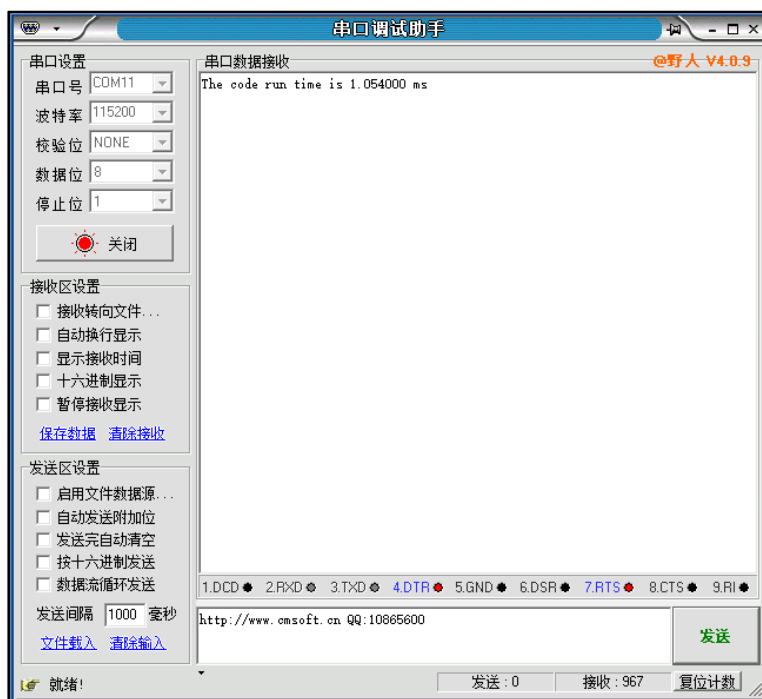 串口调试助手
串口设置
串口号 COM11
波特率 115200
校验位 NONE
数据位 8
停止位 1
关闭
接收区设置
接收转向文件...
自动换行显示
显示接收时间
十六进制显示
暂停接收显示
保存数据 清除接收
发送区设置
启用文件数据源...
自动发送附加位
发送完自动清空
按十六进制发送
数据流循环发送
发送间隔 1000 毫秒
文件载入 清除输入
串口数据接收 @野人 V4.0.9
The code run time is 1.054000 ms
1.DCD 2.RXD 3.TXD 4.DTR 5.GND 6.DSR 7.RTS 8.CTS 9.RI
http://www.cmsoft.cn QQ:10865600
发送
就绪! 发送:0 接收:967 复位计数